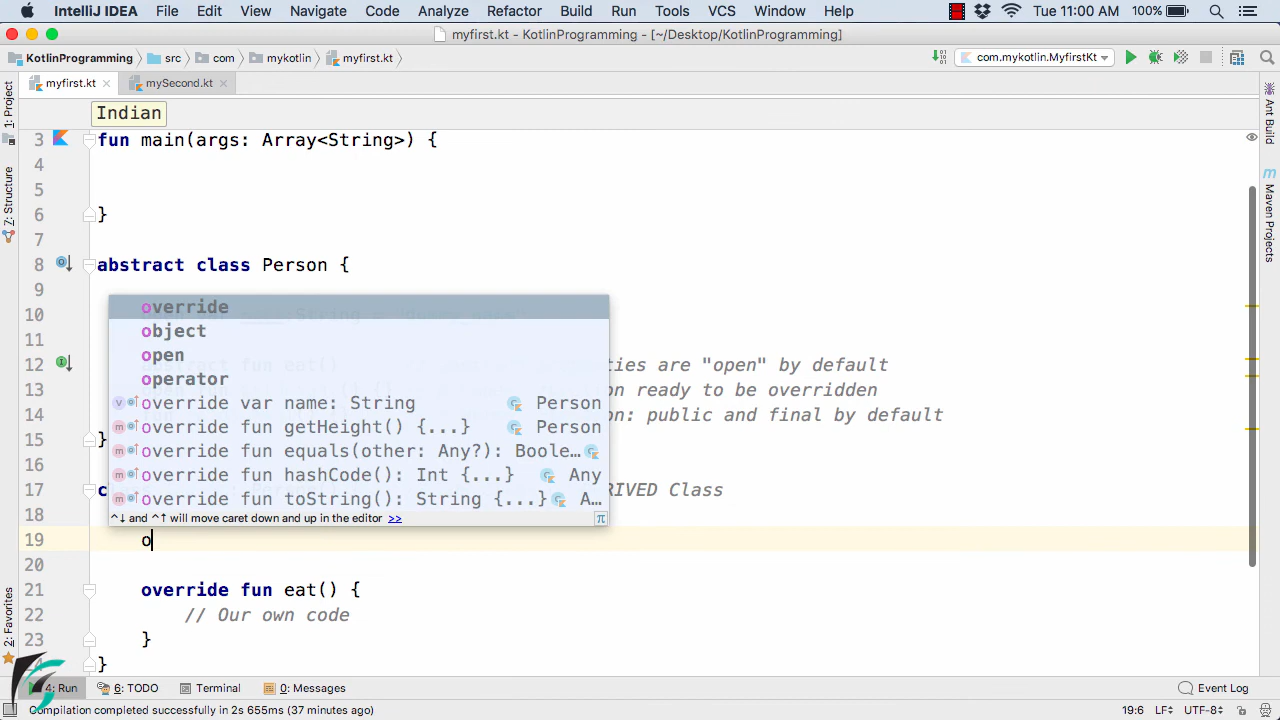 IntelliJ IDEA File Edit View Navigate Code Analyze Refactor Build Run Tools VCS Window Help Tue 11:00 AM 100%
myfirst.kt - KotlinProgramming - [~/Desktop/KotlinProgramming]
KotlinProgramming src com mykotlin myfirst.kt com.mykotlin.MyfirstKt
myfirst.kt mySecond.kt
Indian
1: Project
7: Structure
2: Favorites
Ant Build
Maven Projects
3 fun main(args: Array<String>) {
4
5
6 }
7
8 abstract class Person {
9
override
10
object
11
open
12 ties are "open" by default
operator
13 on ready to be overridden
override var name: String Person
14 on: public and final by default
override fun getHeight() {...} Person
15 }
override fun equals(other: Any?): Boole...
16
override fun hashCode(): Int {...} Any
17 RIVED Class
override fun toString(): String {...} A...
18
^↓ and ^↑ will move caret down and up in the editor >> π
19 o
20
21 override fun eat() {
22 // Our own code
23 }
}
4: Run 6: TODO Terminal 0: Messages Event Log
Compilation completed successfully in 2s 655ms (37 minutes ago) 19:6 LF÷ UTF-8÷